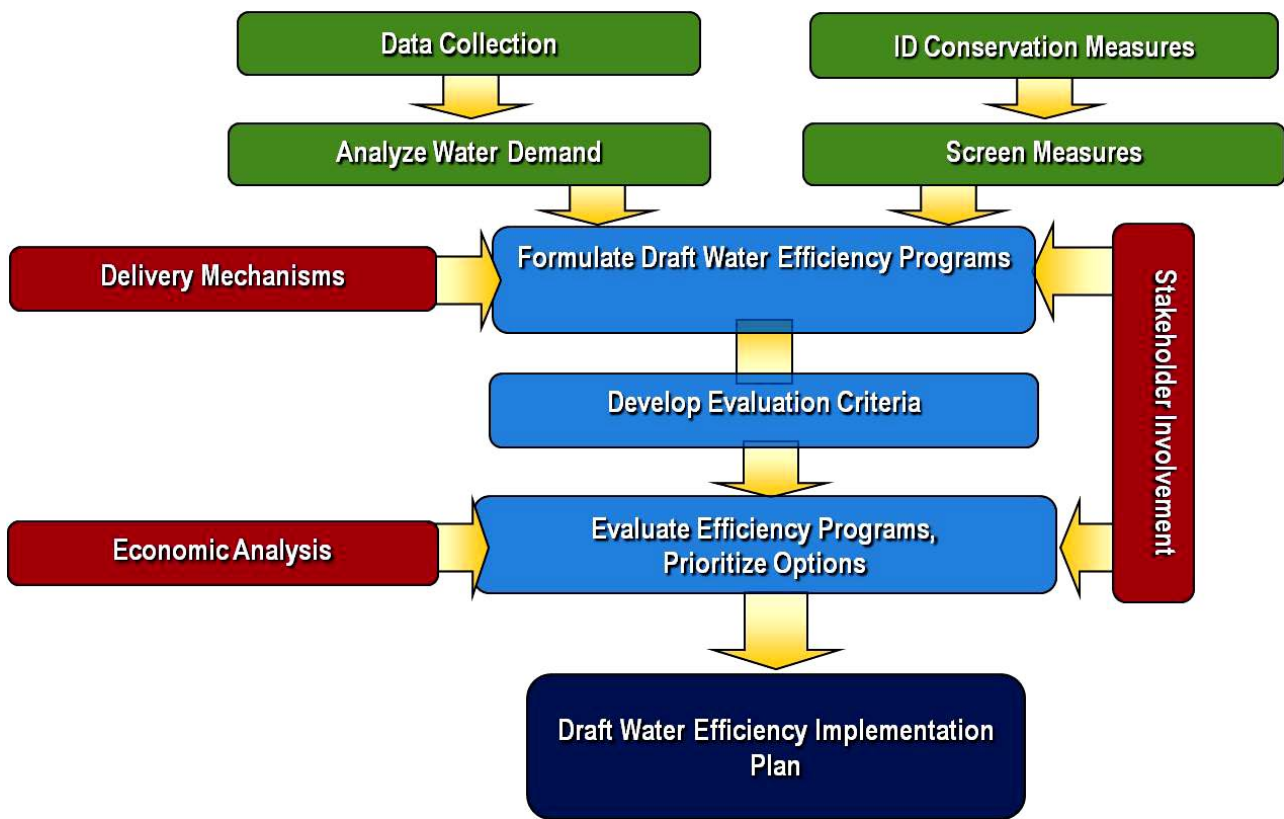 Data Collection
ID Conservation Measures
Analyze Water Demand
Screen Measures
Delivery Mechanisms
Formulate Draft Water Efficiency Programs
Stakeholder Involvement
Develop Evaluation Criteria
Economic Analysis
Evaluate Efficiency Programs,
Prioritize Options
Draft Water Efficiency Implementation
Plan